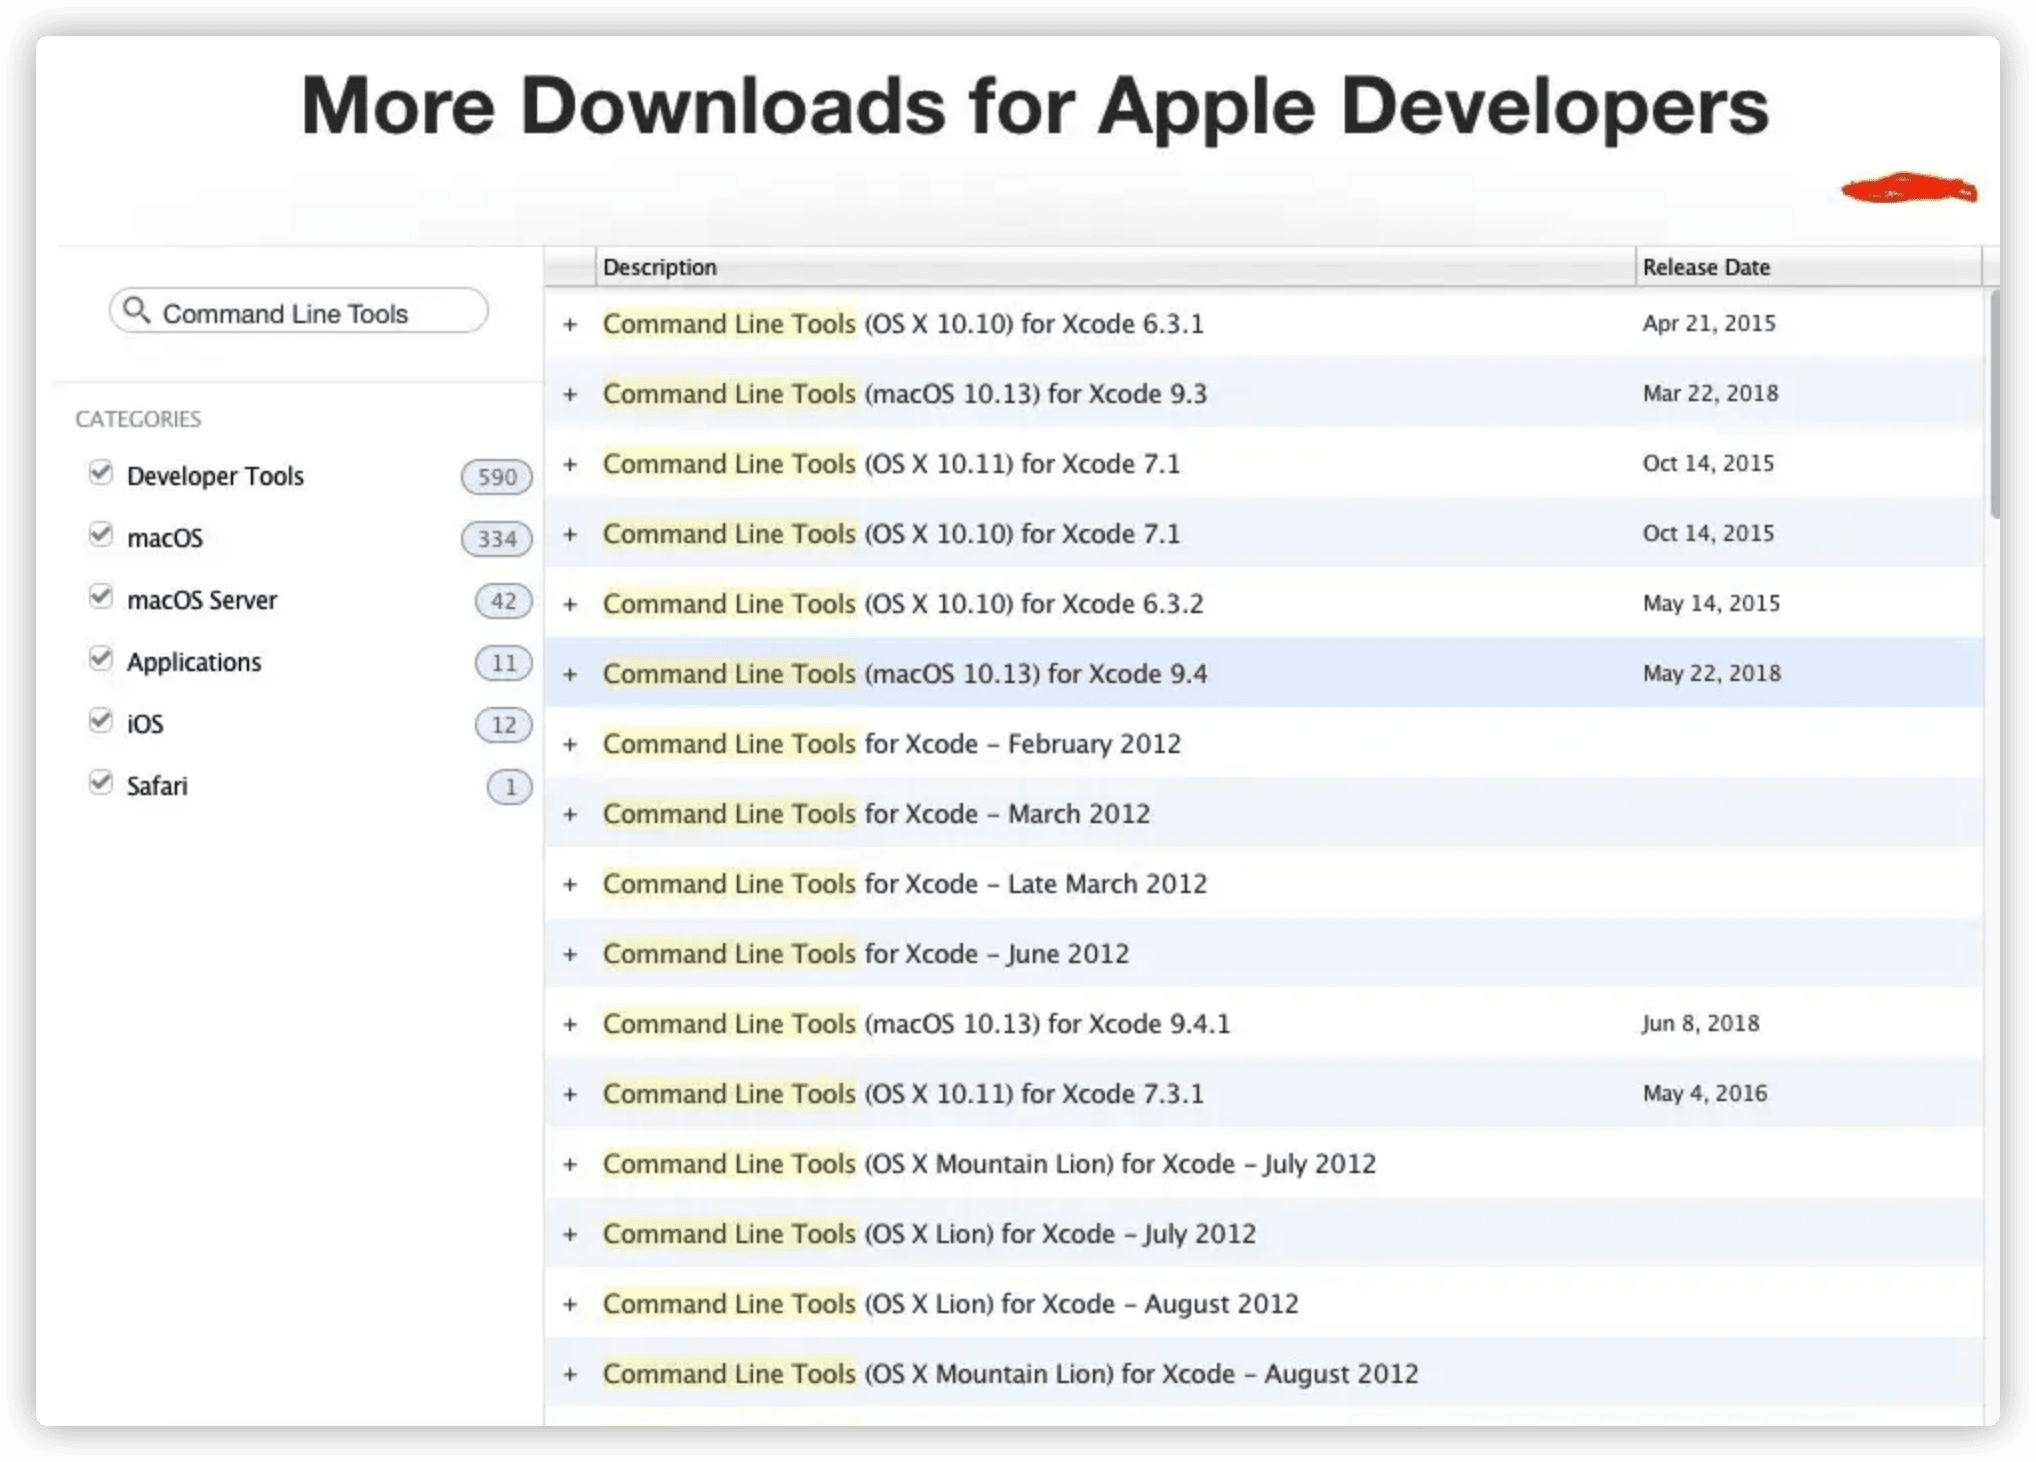 More Downloads for Apple Developers
Command Line Tools
CATEGORIES
Developer Tools 590
macOS 334
macOS Server 42
Applications 11
iOS 12
Safari 1
Description Release Date
+ Command Line Tools (OS X 10.10) for Xcode 6.3.1 Apr 21, 2015
+ Command Line Tools (macOS 10.13) for Xcode 9.3 Mar 22, 2018
+ Command Line Tools (OS X 10.11) for Xcode 7.1 Oct 14, 2015
+ Command Line Tools (OS X 10.10) for Xcode 7.1 Oct 14, 2015
+ Command Line Tools (OS X 10.10) for Xcode 6.3.2 May 14, 2015
+ Command Line Tools (macOS 10.13) for Xcode 9.4 May 22, 2018
+ Command Line Tools for Xcode – February 2012
+ Command Line Tools for Xcode – March 2012
+ Command Line Tools for Xcode – Late March 2012
+ Command Line Tools for Xcode – June 2012
+ Command Line Tools (macOS 10.13) for Xcode 9.4.1 Jun 8, 2018
+ Command Line Tools (OS X 10.11) for Xcode 7.3.1 May 4, 2016
+ Command Line Tools (OS X Mountain Lion) for Xcode – July 2012
+ Command Line Tools (OS X Lion) for Xcode – July 2012
+ Command Line Tools (OS X Lion) for Xcode – August 2012
+ Command Line Tools (OS X Mountain Lion) for Xcode – August 2012